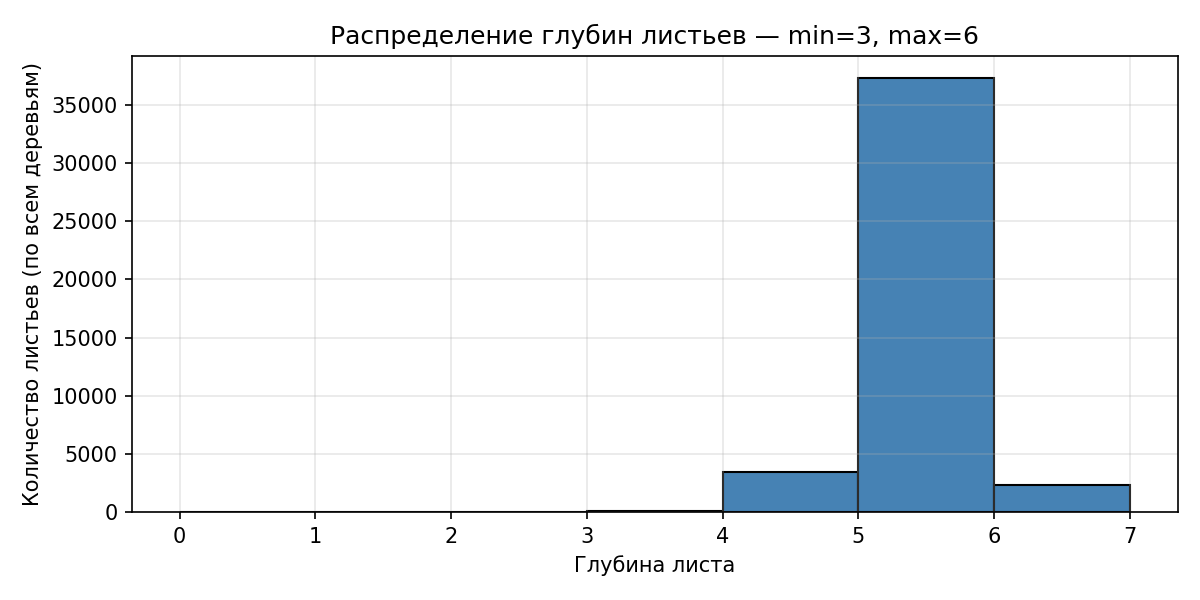 Распределение глубин листьев — min=3, max=6
Количество листьев (по всем деревьям)
35000
30000
25000
20000
15000
10000
5000
0
0 1 2 3 4 5 6 7
Глубина листа